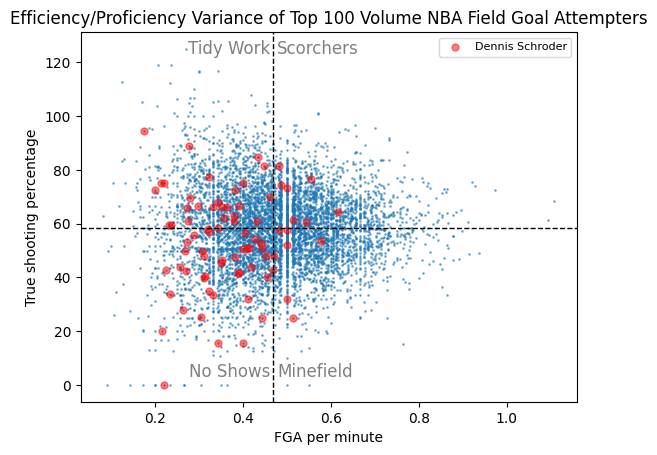 Efficiency/Proficiency Variance of Top 100 Volume NBA Field Goal Attempters
Tidy Work Scorchers
Dennis Schroder
120
100
80
60
40
20
0
True shooting percentage
No Shows Minefield
0.2 0.4 0.6 0.8 1.0
FGA per minute